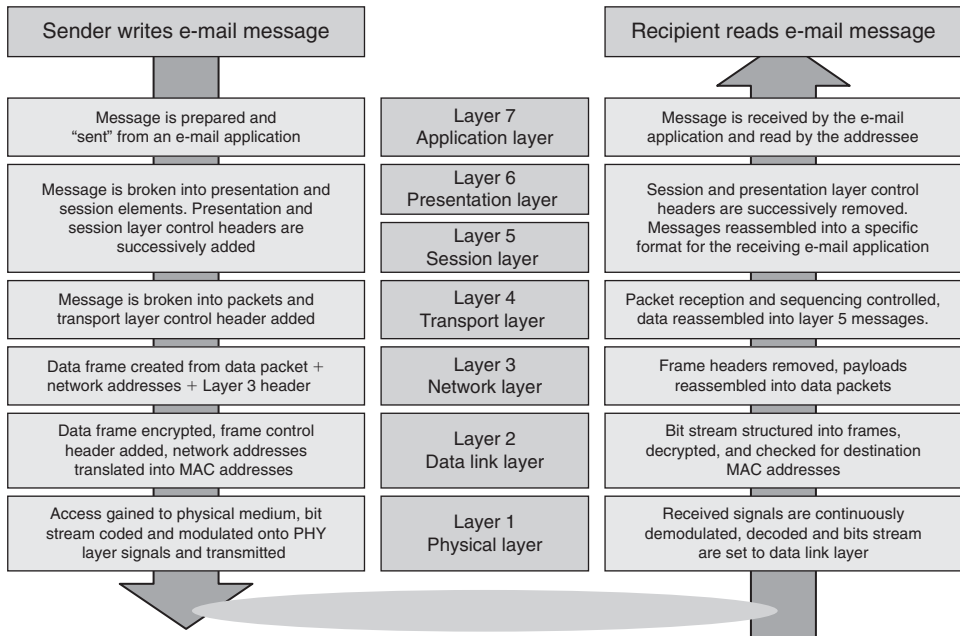 Sender writes e-mail message
Recipient reads e-mail message
Message is prepared and
“sent” from an e-mail application
Layer 7
Application layer
Message is received by the e-mail
application and read by the addressee
Message is broken into presentation and
session elements. Presentation and
session layer control headers are
successively added
Layer 6
Presentation layer
Layer 5
Session layer
Session and presentation layer control
headers are successively removed.
Messages reassembled into a specific
format for the receiving e-mail application
Message is broken into packets and
transport layer control header added
Layer 4
Transport layer
Packet reception and sequencing controlled,
data reassembled into layer 5 messages.
Data frame created from data packet +
network addresses + Layer 3 header
Layer 3
Network layer
Frame headers removed, payloads
reassembled into data packets
Data frame encrypted, frame control
header added, network addresses
translated into MAC addresses
Layer 2
Data link layer
Bit stream structured into frames,
decrypted, and checked for destination
MAC addresses
Access gained to physical medium, bit
stream coded and modulated onto PHY
layer signals and transmitted
Layer 1
Physical layer
Received signals are continuously
demodulated, decoded and bits stream
are set to data link layer